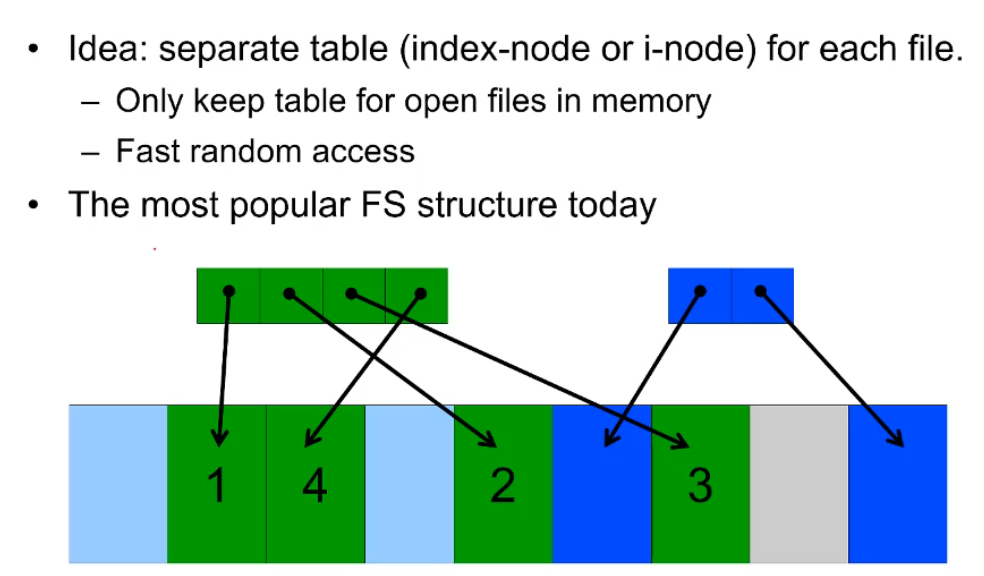 • Idea: separate table (index-node or i-node) for each file.
– Only keep table for open files in memory
– Fast random access
• The most popular FS structure today
1 4 2 3